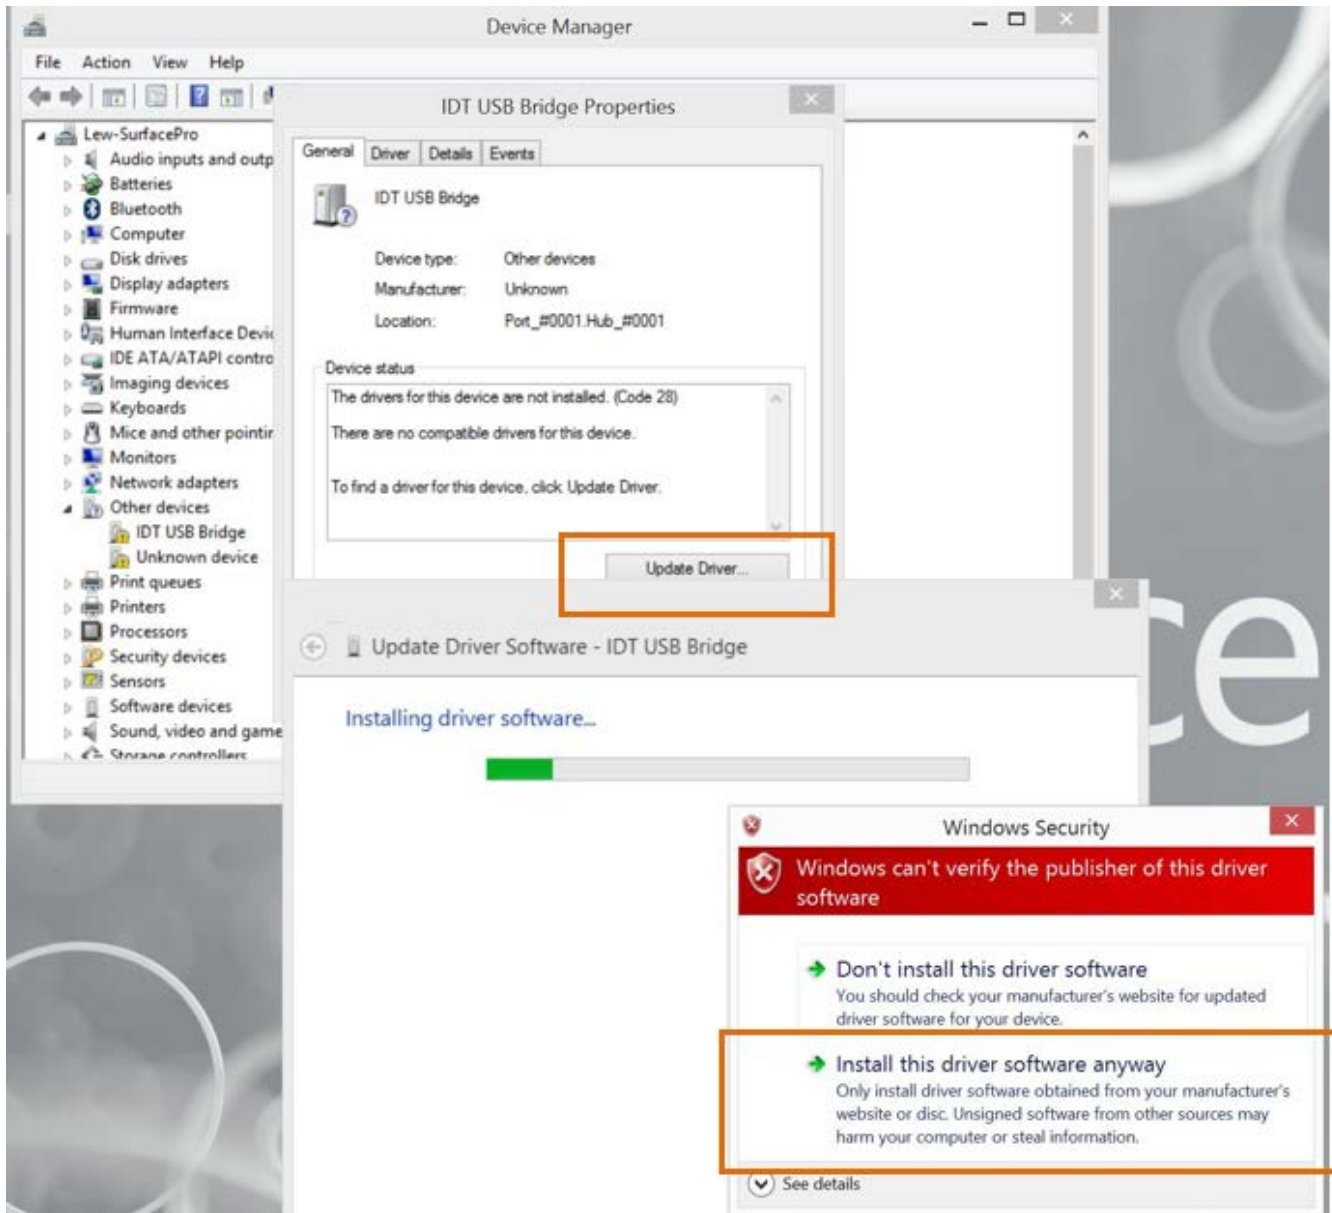 Device Manager
File Action View Help
IDT USB Bridge Properties
Lew-SurfacePro
Audio inputs and outp
Batteries
Bluetooth
Computer
Disk drives
Display adapters
Firmware
Human Interface Devic
IDE ATA/ATAPI contro
Imaging devices
Keyboards
Mice and other pointin
Monitors
Network adapters
Other devices
IDT USB Bridge
Unknown device
Print queues
Printers
Processors
Security devices
Sensors
Software devices
Sound, video and game
Storage controllers
General Driver Details Events
IDT USB Bridge
Device type: Other devices
Manufacturer: Unknown
Location: Port_#0001.Hub_#0001
Device status
The drivers for this device are not installed. (Code 28)
There are no compatible drivers for this device.
To find a driver for this device, click Update Driver.
Update Driver...
ce
Update Driver Software - IDT USB Bridge
Installing driver software...
Windows Security
Windows can't verify the publisher of this driver
software
Don't install this driver software
You should check your manufacturer's website for updated
driver software for your device.
Install this driver software anyway
Only install driver software obtained from your manufacturer's
website or disc. Unsigned software from other sources may
harm your computer or steal information.
See details